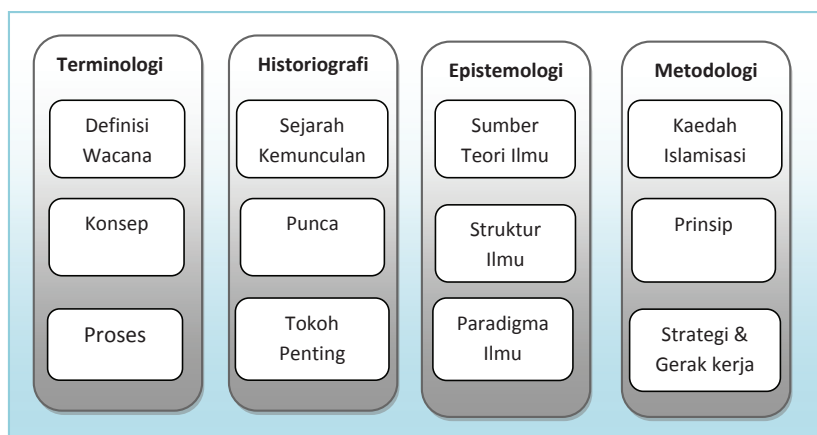 Terminologi
Definisi
Wacana
Konsep
Proses
Historiografi
Sejarah
Kemunculan
Punca
Tokoh
Penting
Epistemologi
Sumber
Teori Ilmu
Struktur
Ilmu
Paradigma
Ilmu
Metodologi
Kaedah
Islamisasi
Prinsip
Strategi &
Gerak kerja